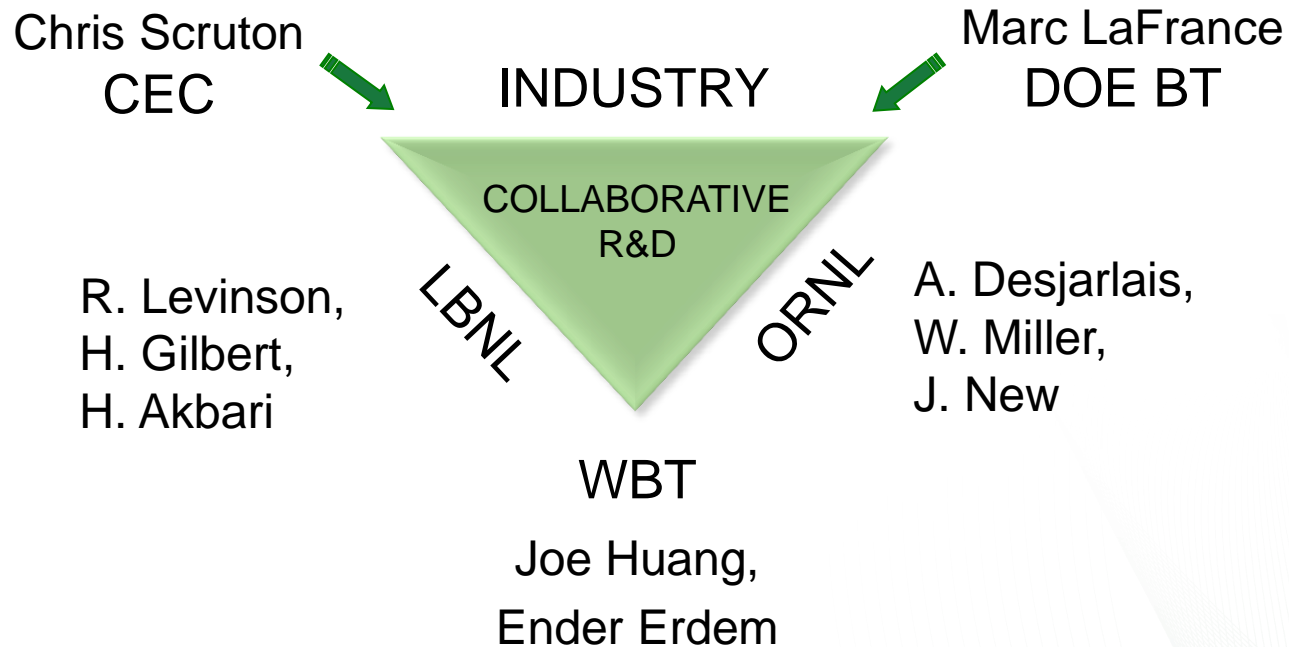 Chris Scruton
CEC
INDUSTRY
Marc LaFrance
DOE BT
COLLABORATIVE
R&D
LBNL
ORNL
R. Levinson,
H. Gilbert,
H. Akbari
A. Desjarlais,
W. Miller,
J. New
WBT
Joe Huang,
Ender Erdem